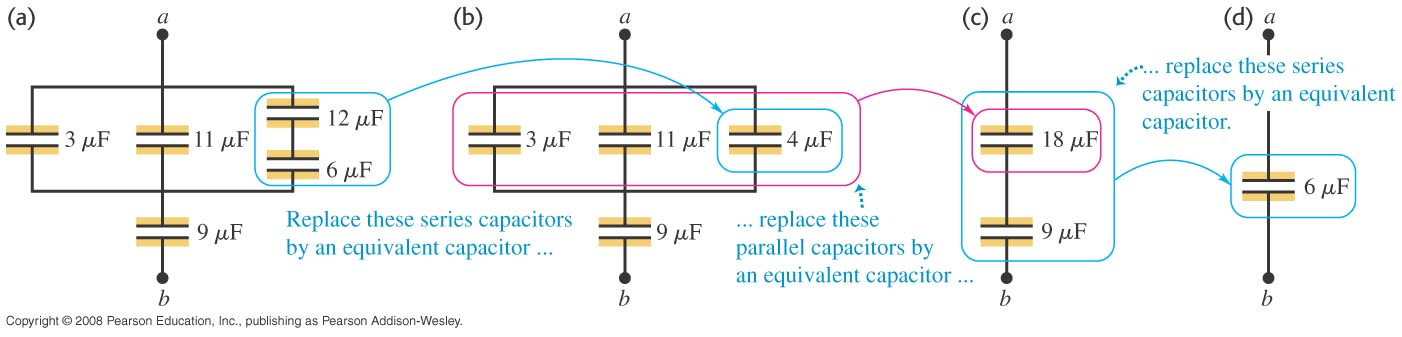 (a)
a
3 μF
11 μF
12 μF
6 μF
9 μF
b
Replace these series capacitors
by an equivalent capacitor ...
(b)
a
3 μF
11 μF
4 μF
9 μF
b
... replace these
parallel capacitors by
an equivalent capacitor ...
(c)
a
18 μF
9 μF
b
(d)
a
... replace these series
capacitors by an equivalent
capacitor.
6 μF
b
Copyright © 2008 Pearson Education, Inc., publishing as Pearson Addison-Wesley.